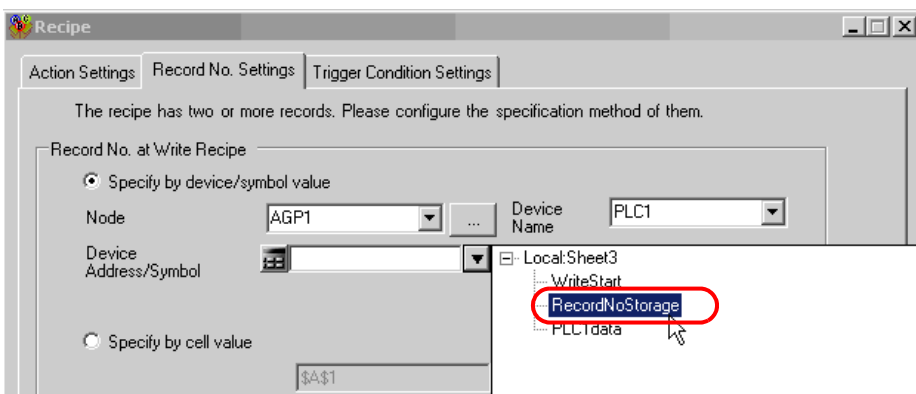 Recipe
Action Settings Record No. Settings Trigger Condition Settings
The recipe has two or more records. Please configure the specification method of them.
Record No. at Write Recipe
Specify by device/symbol value
Node AGP1 ... Device Name PLC1
Device Address/Symbol
Local:Sheet3
WriteStart
RecordNoStorage
PLC1data
Specify by cell value
$A$1